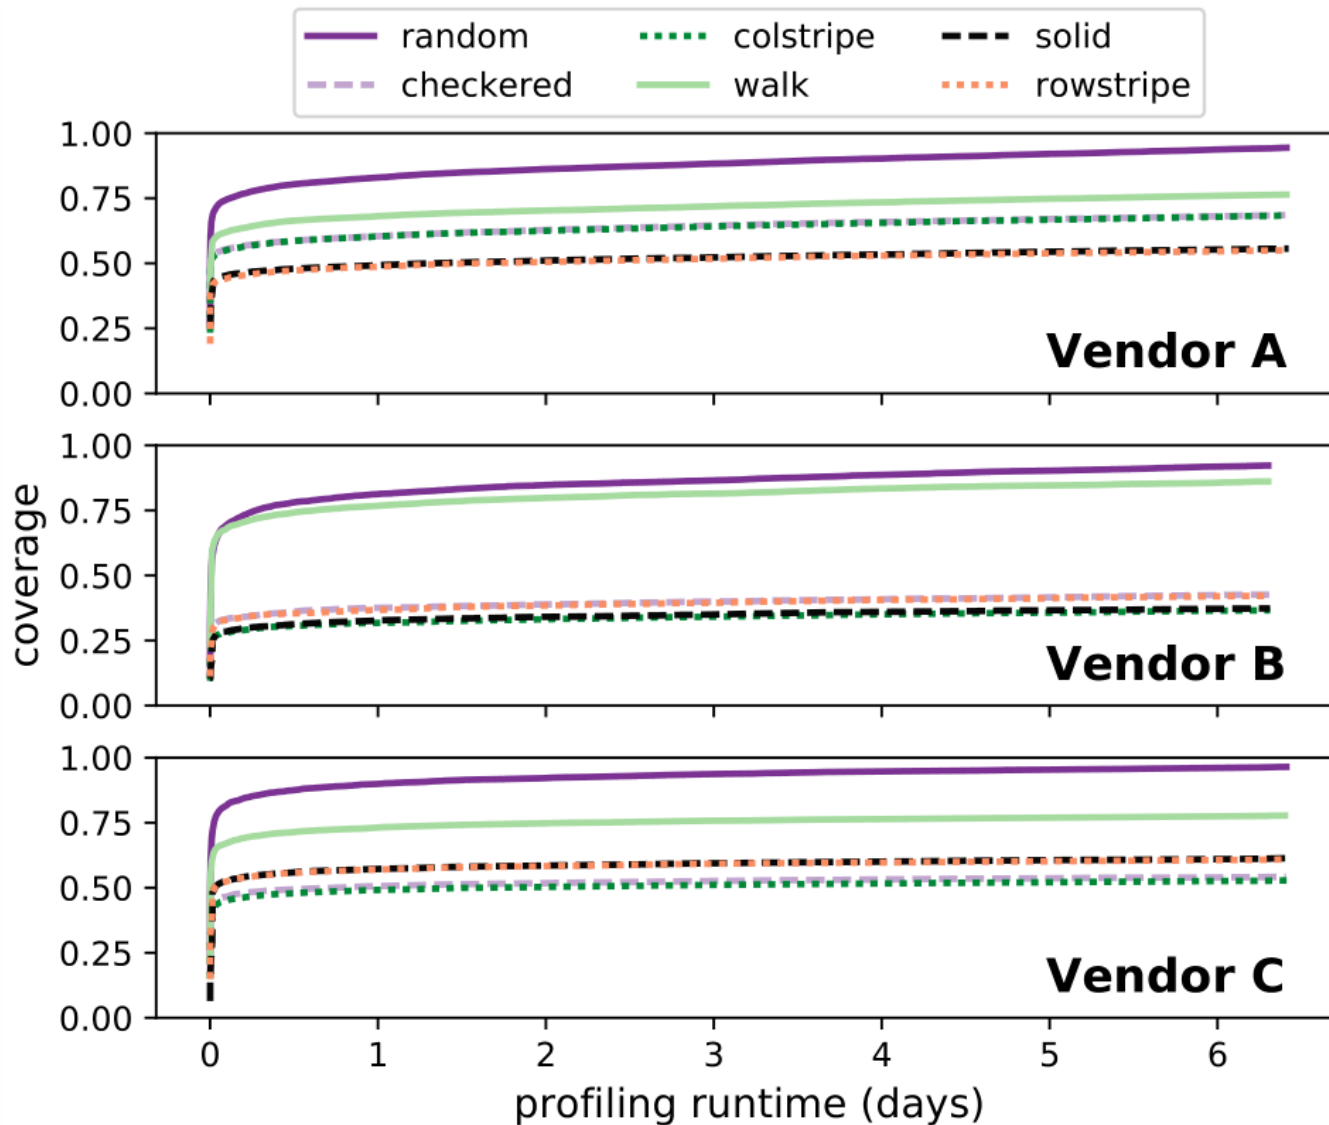 random colstripe solid
checkered walk rowstripe
1.00
0.75
0.50
0.25
0.00
Vendor A
1.00
0.75
0.50
0.25
0.00
Vendor B
coverage
1.00
0.75
0.50
0.25
0.00
Vendor C
0 1 2 3 4 5 6
profiling runtime (days)